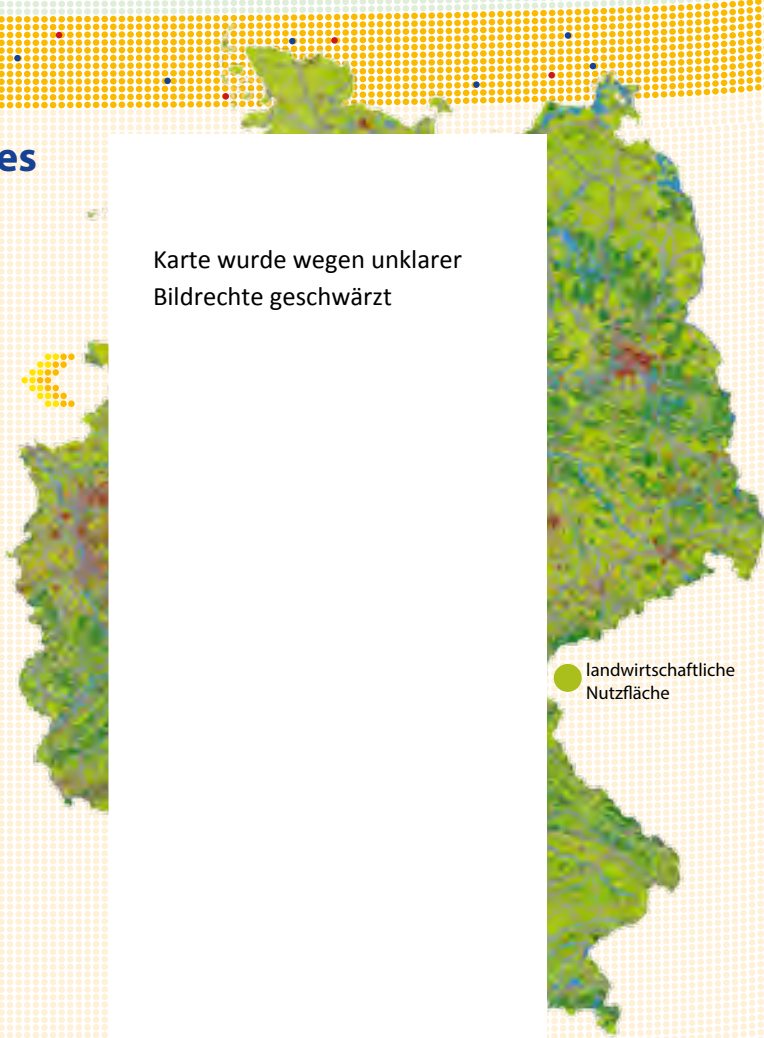 es
Karte wurde wegen unklarer
Bildrechte geschwärzt
landwirtschaftliche
Nutzfläche